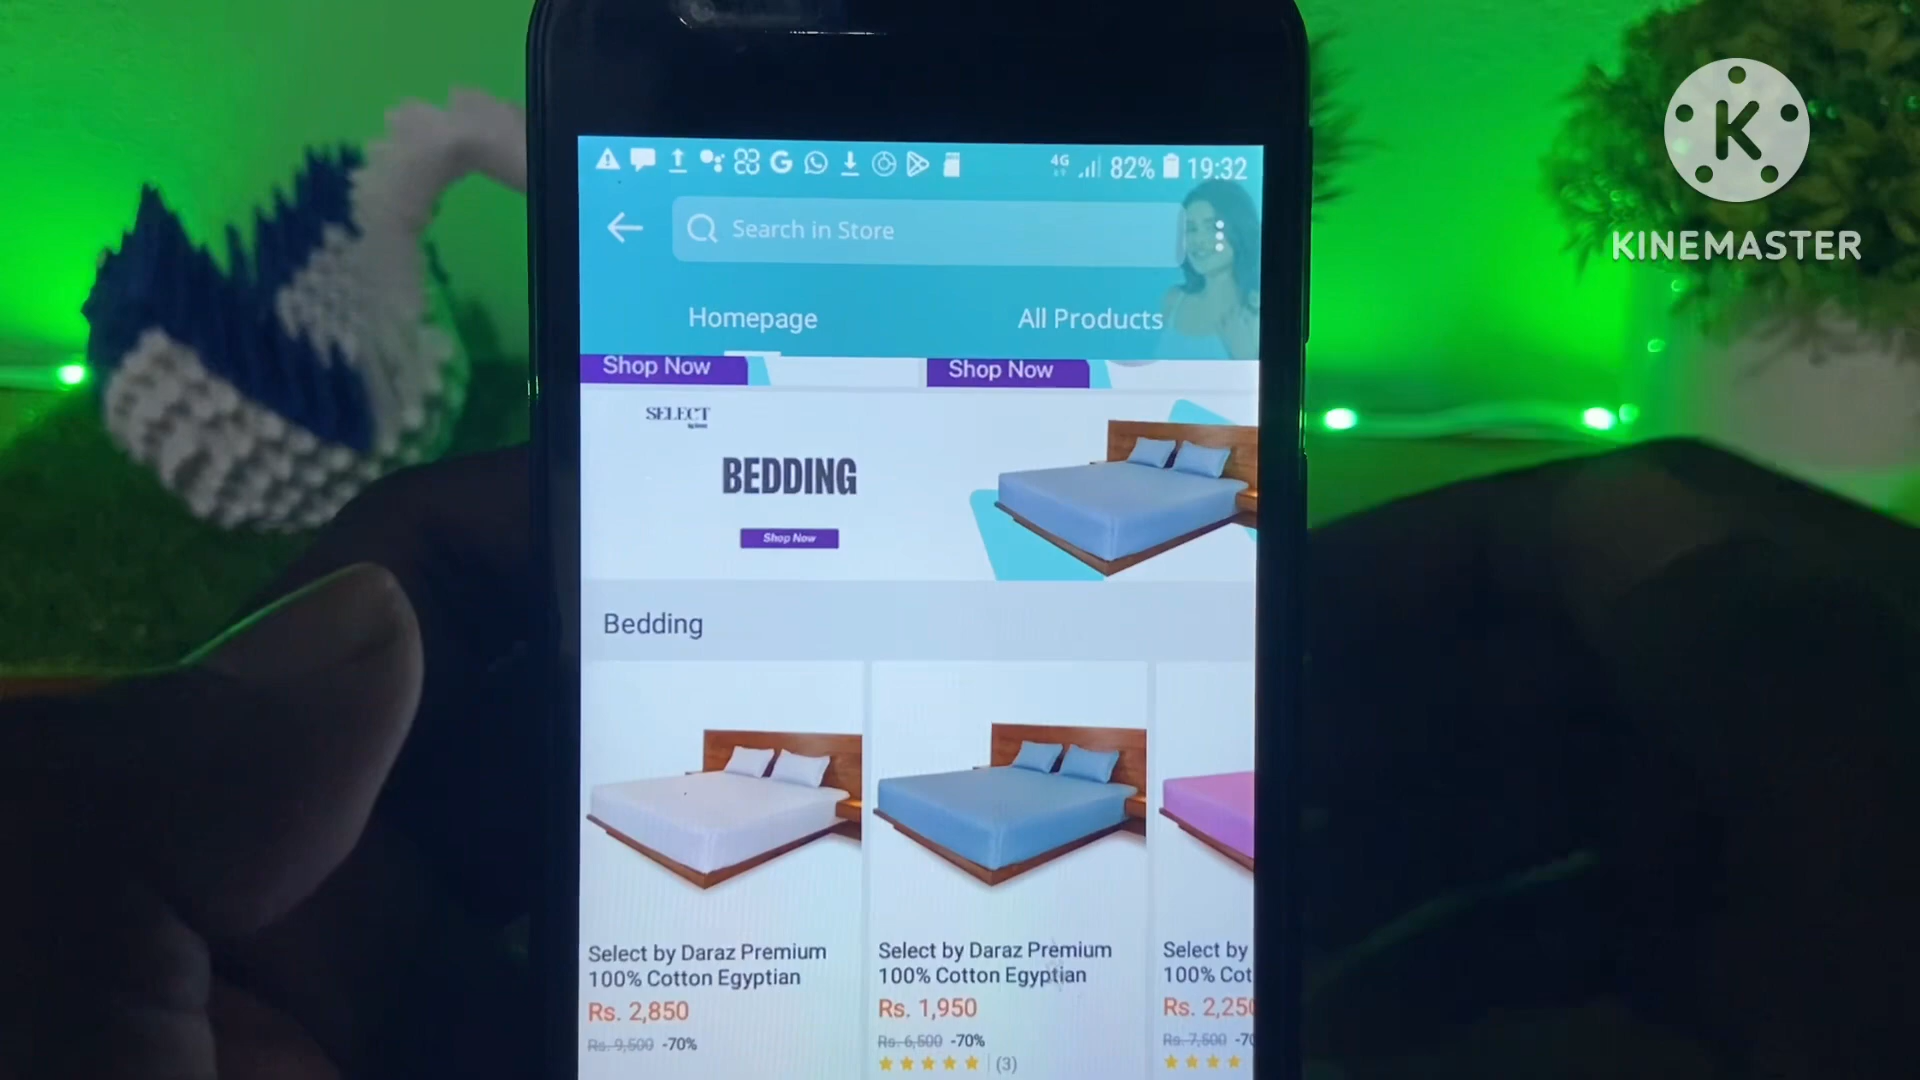 4G 82% 19:32
Search in Store
Homepage All Products
Shop Now Shop Now
SELECT
BEDDING
Shop Now
Bedding
Select by Daraz Premium
100% Cotton Egyptian
Rs. 2,850
Rs. 9,500 -70%
Select by Daraz Premium
100% Cotton Egyptian
Rs. 1,950
Rs. 6,500 -70%
(3)
Select by
100% Cot
Rs. 2,250
Rs. 7,500 -70
K
KINEMASTER